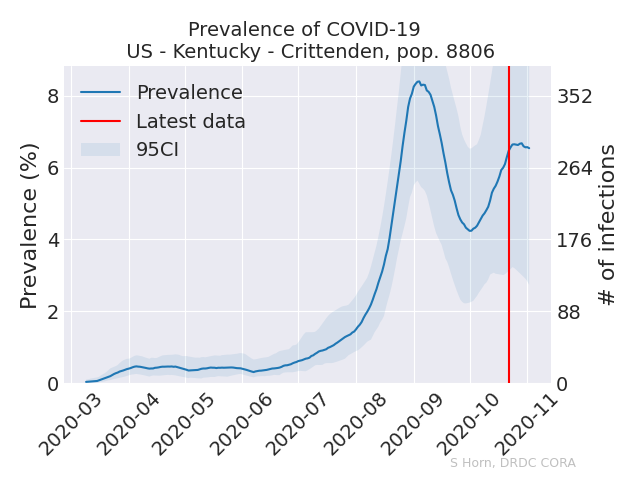 Prevalence of COVID-19
US - Kentucky - Crittenden, pop. 8806
Prevalence
Latest data
95CI
Prevalence (%)
8
6
4
2
0
# of infections
352
264
176
88
0
2020-03
2020-04
2020-05
2020-06
2020-07
2020-08
2020-09
2020-10
2020-11
S Horn, DRDC CORA